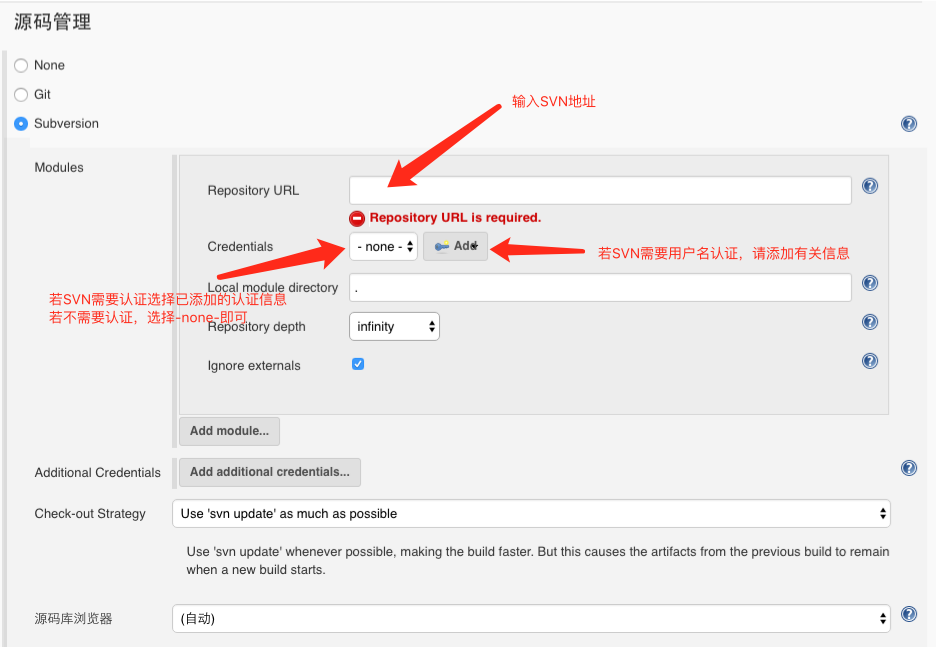 源码管理
None
Git
Subversion
输入SVN地址
Modules
Repository URL
Repository URL is required.
Credentials
- none -
Add
若SVN需要用户名认证，请添加有关信息
Local module directory
.
若SVN需要认证选择已添加的认证信息
若不需要认证，选择-none-即可
Repository depth
infinity
Ignore externals
Add module...
Additional Credentials
Add additional credentials...
Check-out Strategy
Use 'svn update' as much as possible
Use 'svn update' whenever possible, making the build faster. But this causes the artifacts from the previous build to remain
when a new build starts.
源码库浏览器
(自动)